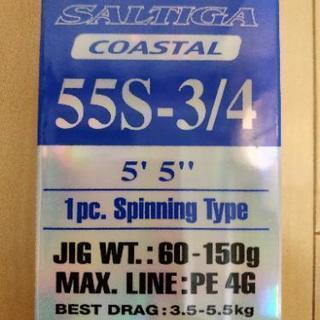 SALTIGA
COASTAL
55S-3/4
5' 5"
1pc. Spinning Type
JIG WT.: 60-150g
MAX. LINE: PE 4G
BEST DRAG: 3.5-5.5kg